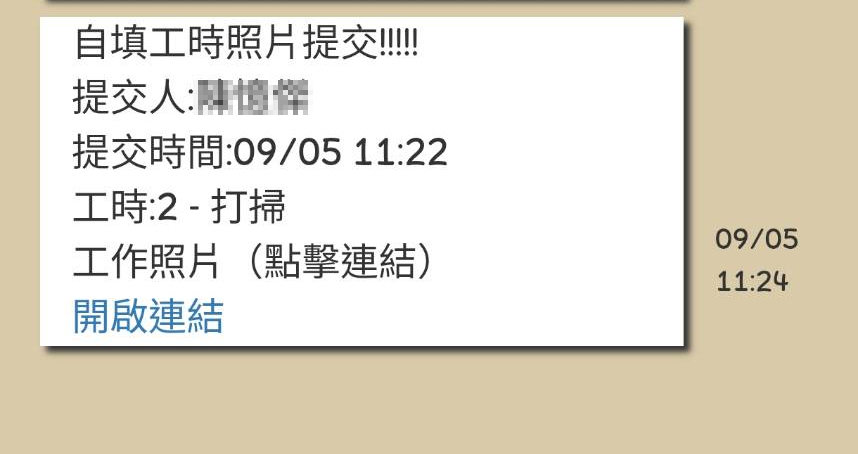 自填工時照片提交!!!!!
提交人:
提交時間:09/05 11:22
工時:2 - 打掃
工作照片（點擊連結）
開啟連結
09/05
11:24